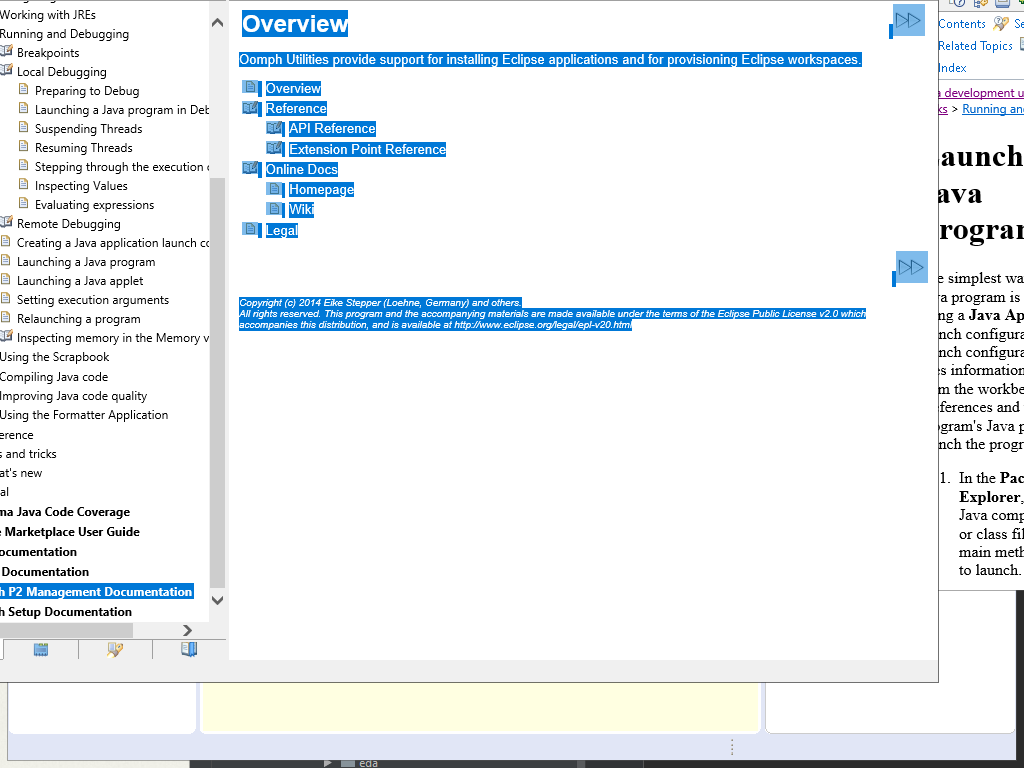 Working with JREs
Running and Debugging
Breakpoints
Local Debugging
Preparing to Debug
Launching a Java program in Deb
Suspending Threads
Resuming Threads
Stepping through the execution
Inspecting Values
Evaluating expressions
Remote Debugging
Creating a Java application launch co
Launching a Java program
Launching a Java applet
Setting execution arguments
Relaunching a program
Inspecting memory in the Memory v
Using the Scrapbook
Compiling Java code
Improving Java code quality
Using the Formatter Application
erence
s and tricks
at's new
al
ma Java Code Coverage
e Marketplace User Guide
ocumentation
Documentation
h P2 Management Documentation
h Setup Documentation
Overview
Oomph Utilities provide support for installing Eclipse applications and for provisioning Eclipse workspaces.
Overview
Reference
API Reference
Extension Point Reference
Online Docs
Homepage
Wiki
Legal
Copyright (c) 2014 Eike Stepper (Loehne, Germany) and others.
All rights reserved. This program and the accompanying materials are made available under the terms of the Eclipse Public License v2.0 which
accompanies this distribution, and is available at http://www.eclipse.org/legal/epl-v20.html
Contents Se
Related Topics
Index
a development u
ks > Running and
aunch
ava
rogram
e simplest wa
va program is
ng a Java Ap
nch configura
nch configura
es information
m the workbe
ferences and
ogram's Java p
nch the progr
1. In the Pac
Explorer,
Java comp
or class fil
main meth
to launch.
eda